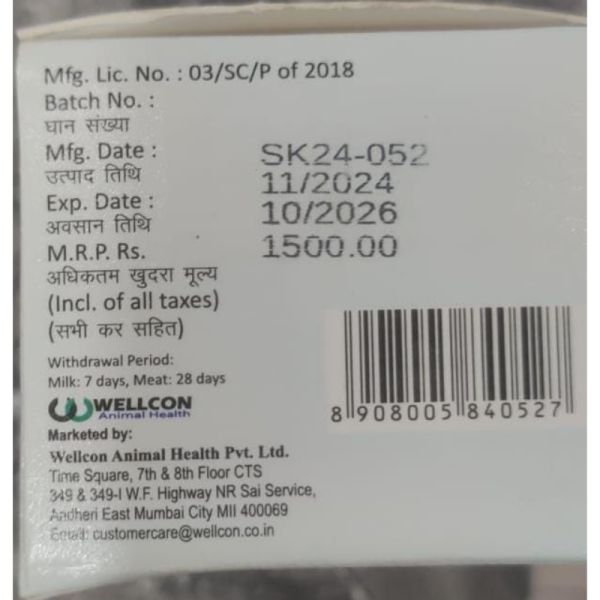 Mfg. Lic. No. : 03/SC/P of 2018
Batch No. :
घान संख्या
Mfg. Date : SK24-052
उत्पाद तिथि 11/2024
Exp. Date : 10/2026
अवसान तिथि
M.R.P. Rs. 1500.00
अधिकतम खुदरा मूल्य
(Incl. of all taxes)
(सभी कर सहित)
Withdrawal Period:
Milk: 7 days, Meat: 28 days
WELLCON
Animal Health
8 908005 840527
Marketed by:
Wellcon Animal Health Pvt. Ltd.
Time Square, 7th & 8th Floor CTS
349 & 349-I W.F. Highway NR Sai Service,
Andheri East Mumbai City MII 400069
Email: customercare@wellcon.co.in